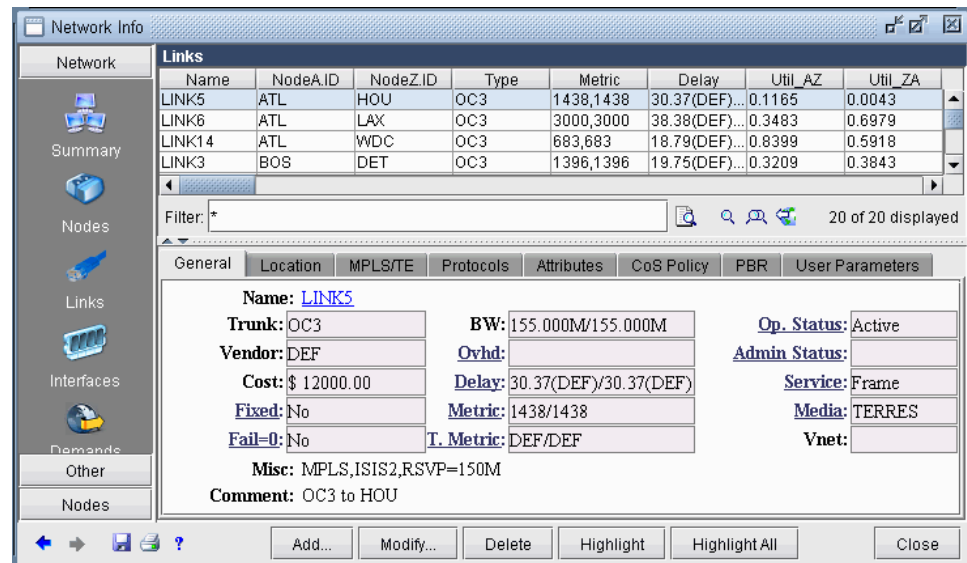 Network Info
Network
Summary
Nodes
Links
Interfaces
Demands
Other
Nodes
Links
Name NodeA.ID NodeZ.ID Type Metric Delay Util_AZ Util_ZA
LINK5 ATL HOU OC3 1438,1438 30.37(DEF)... 0.1165 0.0043
LINK6 ATL LAX OC3 3000,3000 38.38(DEF)... 0.3483 0.6979
LINK14 ATL WDC OC3 683,683 18.79(DEF)... 0.8399 0.5918
LINK3 BOS DET OC3 1396,1396 19.75(DEF)... 0.3209 0.3843
Filter: * 20 of 20 displayed
General Location MPLS/TE Protocols Attributes CoS Policy PBR User Parameters
Name: LINK5
Trunk: OC3 BW: 155.000M/155.000M Op. Status: Active
Vendor: DEF Ovhd: Admin Status:
Cost: $ 12000.00 Delay: 30.37(DEF)/30.37(DEF) Service: Frame
Fixed: No Metric: 1438/1438 Media: TERRES
Fail=0: No T. Metric: DEF/DEF Vnet:
Misc: MPLS,ISIS2,RSVP=150M
Comment: OC3 to HOU
? Add... Modify... Delete Highlight Highlight All Close